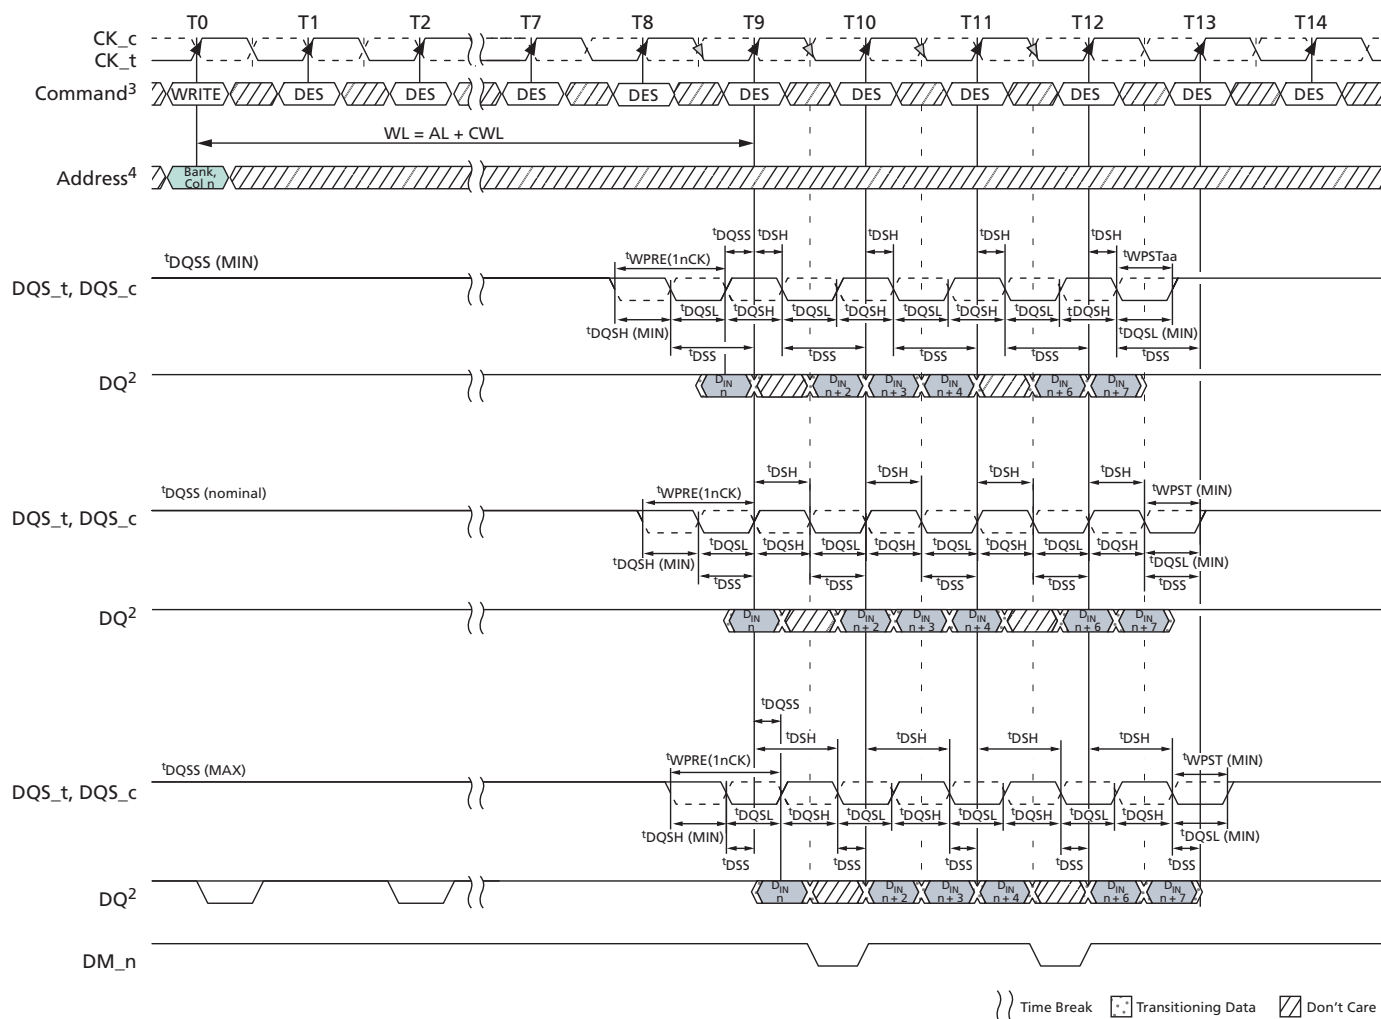 T0 T1 T2 T7 T8 T9 T10 T11 T12 T13 T14
CK_c
CK_t
Command3 WRITE DES DES DES DES DES DES DES DES DES DES
WL = AL + CWL
Address4 Bank, Col n
tDQSS tDSH tDSH tDSH tDSH
tDQSS (MIN) tWPRE(1nCK) tWPSTaa
DQS_t, DQS_c
tDQSL tDQSH tDQSL tDQSH tDQSL tDQSH tDQSL tDQSH
tDQSH (MIN) tDQSL (MIN)
tDSS tDSS tDSS tDSS tDSS
DQ2 DIN n DIN n + 2 DIN n + 3 DIN n + 4 DIN n + 6 DIN n + 7
tDSH tDSH tDSH tDSH
tDQSS (nominal) tWPRE(1nCK) tWPST (MIN)
DQS_t, DQS_c
tDQSL tDQSH tDQSL tDQSH tDQSL tDQSH tDQSL tDQSH
tDQSH (MIN) tDQSL (MIN)
tDSS tDSS tDSS tDSS tDSS
DQ2 DIN n DIN n + 2 DIN n + 3 DIN n + 4 DIN n + 6 DIN n + 7
tDQSS
tDSH tDSH tDSH tDSH
tDQSS (MAX) tWPRE(1nCK) tWPST (MIN)
DQS_t, DQS_c
tDQSL tDQSH tDQSL tDQSH tDQSL tDQSH tDQSL tDQSH
tDQSH (MIN) tDQSL (MIN)
tDSS tDSS tDSS tDSS tDSS
DQ2 DIN n DIN n + 2 DIN n + 3 DIN n + 4 DIN n + 6 DIN n + 7
DM_n
Time Break Transitioning Data Don't Care